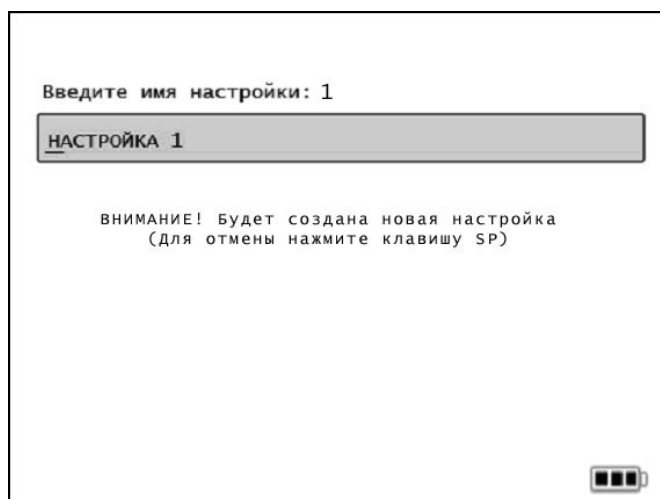 Введите имя настройки: 1
НАСТРОЙКА 1
ВНИМАНИЕ! Будет создана новая настройка
(Для отмены нажмите клавишу SP)